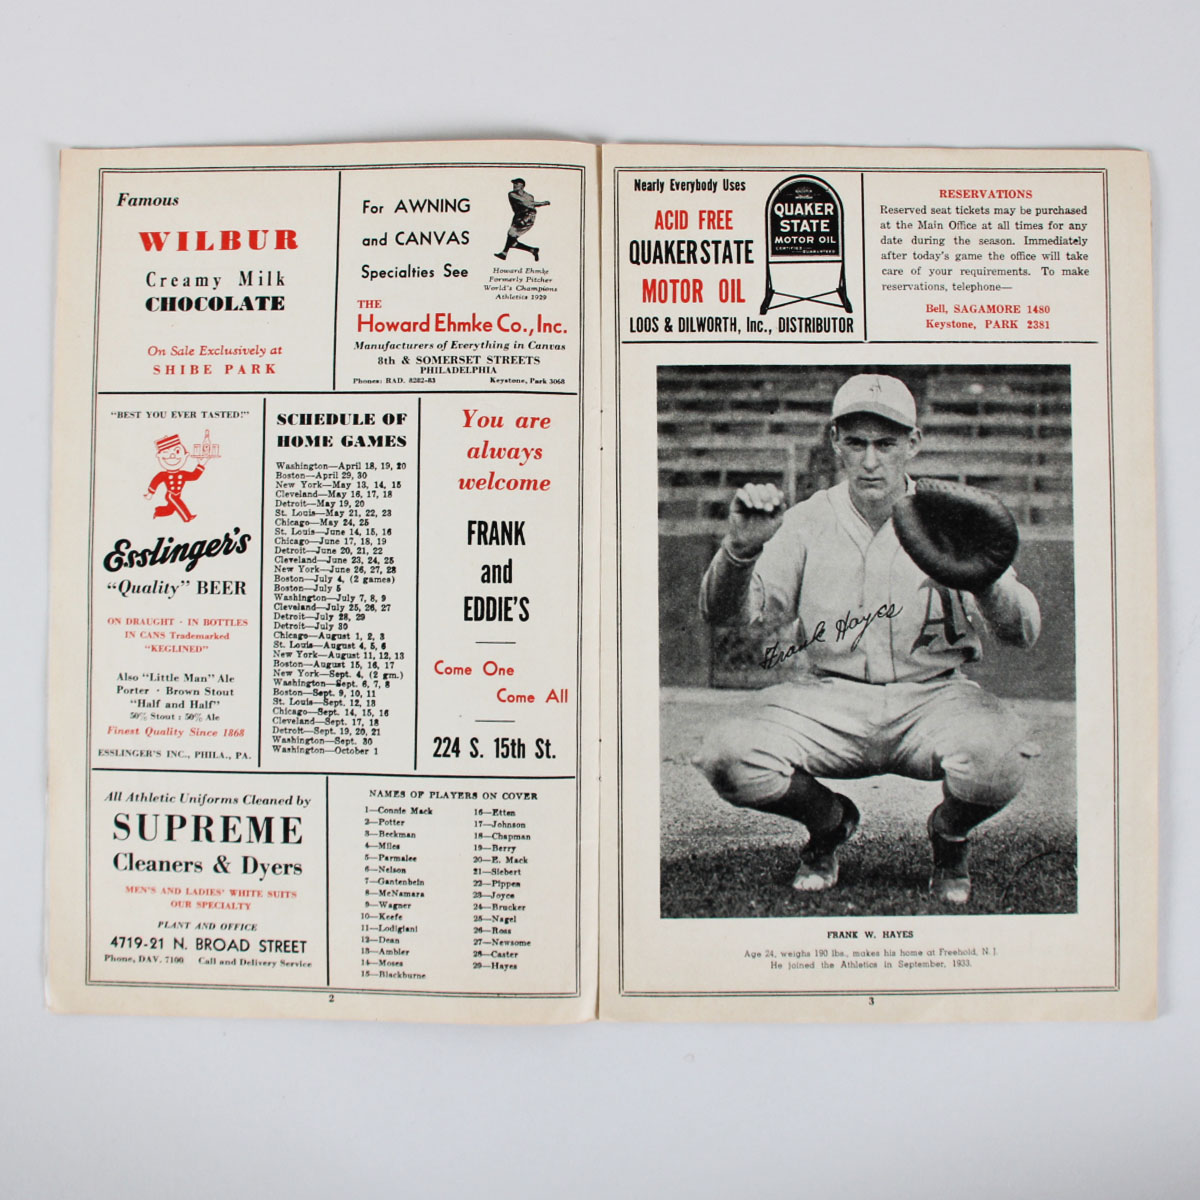 Famous
WILBUR
Creamy Milk
CHOCOLATE
On Sale Exclusively at
SHIBE PARK
For AWNING
and CANVAS
Specialties See
Howard Ehmke
Formerly Pitcher
World's Champions
Athletics 1929
THE
Howard Ehmke Co., Inc.
Manufacturers of Everything in Canvas
8th & SOMERSET STREETS
PHILADELPHIA
Phones: RAD. 8282-83 Keystone, Park 3068
"BEST YOU EVER TASTED!"
Esslinger's
"Quality" BEER
ON DRAUGHT · IN BOTTLES
IN CANS Trademarked
"KEGLINED"
Also "Little Man" Ale
Porter · Brown Stout
"Half and Half"
50% Stout : 50% Ale
Finest Quality Since 1868
ESSLINGER'S INC., PHILA., PA.
SCHEDULE OF
HOME GAMES
Washington—April 18, 19, 20
Boston—April 29, 30
New York—May 13, 14, 15
Cleveland—May 16, 17, 18
Detroit—May 19, 20
St. Louis—May 21, 22, 23
Chicago—May 24, 25
St. Louis—June 14, 15, 16
Chicago—June 17, 18, 19
Detroit—June 20, 21, 22
Cleveland—June 23, 24, 25
New York—June 26, 27, 28
Boston—July 4, (2 games)
Boston—July 5
Washington—July 7, 8, 9
Cleveland—July 25, 26, 27
Detroit—July 28, 29
Detroit—July 30
Chicago—August 1, 2, 3
St. Louis—August 4, 5, 6
New York—August 11, 12, 13
Boston—August 15, 16, 17
New York—Sept. 4, (2 gm.)
Washington—Sept. 6, 7, 8
Boston—Sept. 9, 10, 11
St. Louis—Sept. 12, 13
Chicago—Sept. 14, 15, 16
Cleveland—Sept. 17, 18
Detroit—Sept. 19, 20, 21
Washington—Sept. 30
Washington—October 1
You are
always
welcome
FRANK
and
EDDIE'S
Come One
Come All
224 S. 15th St.
All Athletic Uniforms Cleaned by
SUPREME
Cleaners & Dyers
MEN'S AND LADIES' WHITE SUITS
OUR SPECIALTY
PLANT AND OFFICE
4719-21 N. BROAD STREET
Phone, DAV. 7100 Call and Delivery Service
NAMES OF PLAYERS ON COVER
1—Connie Mack
2—Potter
3—Beckman
4—Miles
5—Parmalee
6—Nelson
7—Gantenbein
8—McNamara
9—Wagner
10—Keefe
11—Lodigiani
12—Dean
13—Ambler
14—Moses
15—Blackburne
16—Etten
17—Johnson
18—Chapman
19—Berry
20—E. Mack
21—Siebert
22—Pippen
23—Joyce
24—Brucker
25—Nagel
26—Ross
27—Newsome
28—Caster
29—Hayes
2
Nearly Everybody Uses
ACID FREE
QUAKER STATE
MOTOR OIL
QUAKER
STATE
MOTOR OIL
CERTIFIED GUARANTEED
LOOS & DILWORTH, Inc., DISTRIBUTOR
RESERVATIONS
Reserved seat tickets may be purchased
at the Main Office at all times for any
date during the season. Immediately
after today's game the office will take
care of your requirements. To make
reservations, telephone—
Bell, SAGAMORE 1480
Keystone, PARK 2381
A
Frank Hayes
FRANK W. HAYES
Age 24, weighs 190 lbs., makes his home at Freehold, N. J.
He joined the Athletics in September, 1933.
3